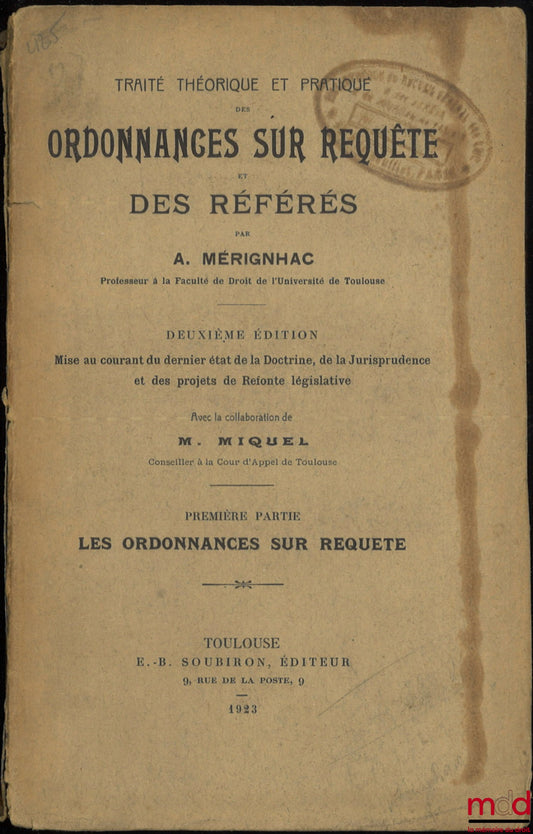 485
TRAITÉ THÉORIQUE ET PRATIQUE
DES
ORDONNANCES SUR REQUÊTE
ET
DES RÉFÉRÉS
PAR
A. MÉRIGNHAC
Professeur à la Faculté de Droit de l'Université de Toulouse
DEUXIÈME ÉDITION
Mise au courant du dernier état de la Doctrine, de la Jurisprudence
et des projets de Refonte législative
Avec la collaboration de
M. MIQUEL
Conseiller à la Cour d'Appel de Toulouse
PREMIÈRE PARTIE
LES ORDONNANCES SUR REQUETE
TOULOUSE
E.-B. SOUBIRON, ÉDITEUR
9, RUE DE LA POSTE, 9
1923
mdd